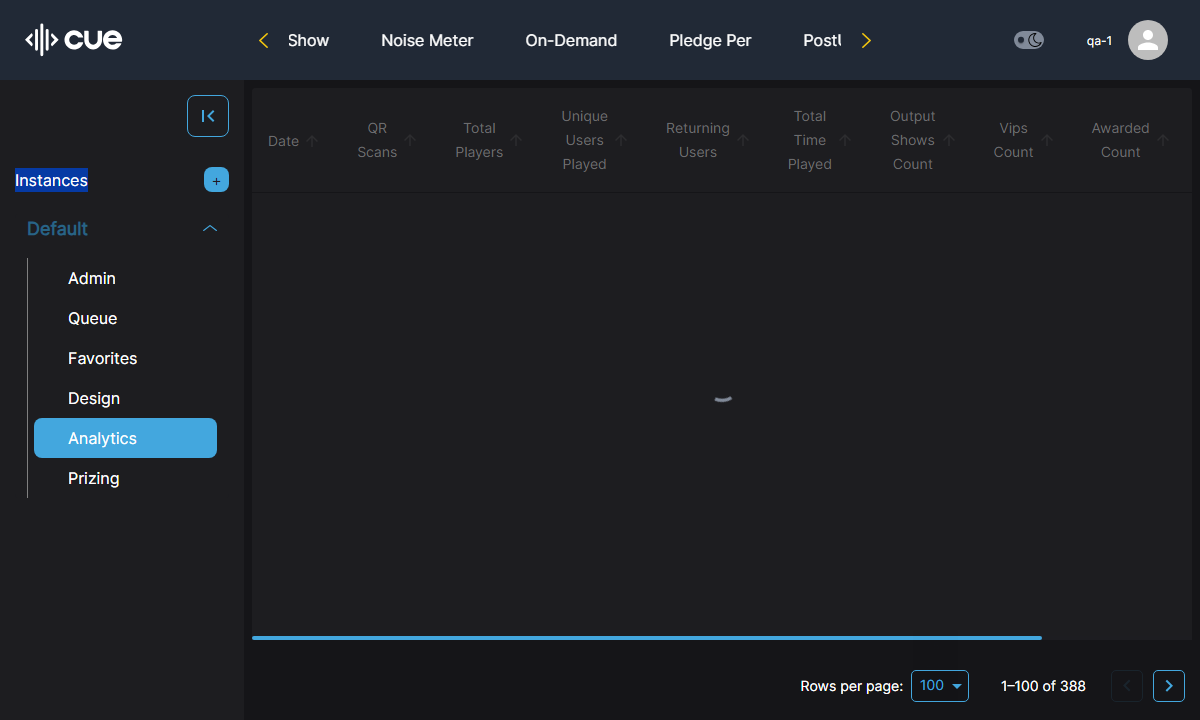 cue
Show
Noise Meter
On-Demand
Pledge Per
qa-1
Instances
+
Default
Admin
Queue
Favorites
Design
Analytics
Prizing
Date
QR
Scans
Total
Players
Unique
Users
Played
Returning
Users
Total
Time
Played
Output
Shows
Count
Vips
Count
Awarded
Count
Rows per page:
100
1–100 of 388